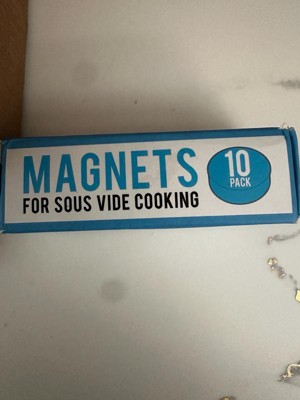 MAGNETS
FOR SOUS VIDE COOKING
10
PACK